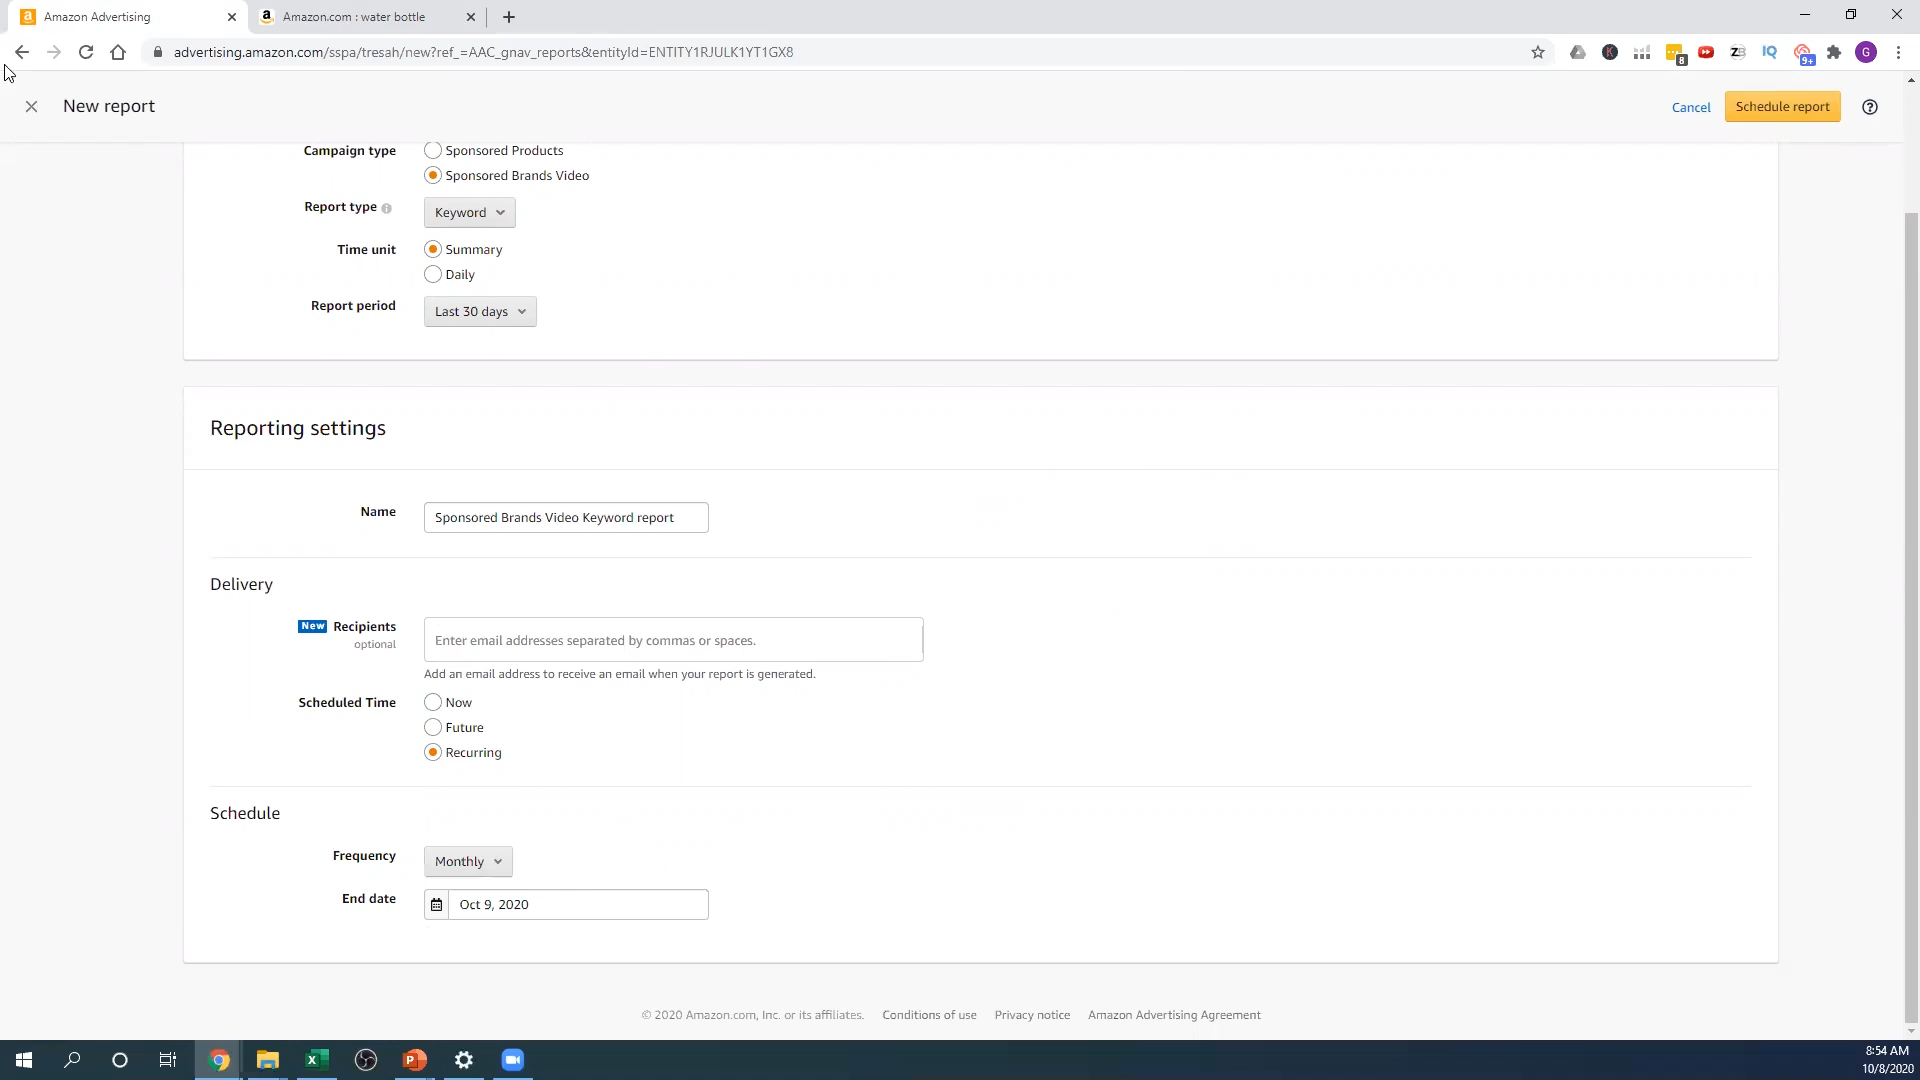 Amazon Advertising
Amazon.com : water bottle
advertising.amazon.com/sspa/tresah/new?ref_=AAC_gnav_reports&entityId=ENTITY1RJULK1YT1GX8
K
8
ZB
IQ
9+
G
New report
Cancel
Schedule report
Campaign type
Sponsored Products
Sponsored Brands Video
Report type
Keyword
Time unit
Summary
Daily
Report period
Last 30 days
Reporting settings
Name
Sponsored Brands Video Keyword report
Delivery
New Recipients
optional
Enter email addresses separated by commas or spaces.
Add an email address to receive an email when your report is generated.
Scheduled Time
Now
Future
Recurring
Schedule
Frequency
Monthly
End date
Oct 9, 2020
© 2020 Amazon.com, Inc. or its affiliates. Conditions of use Privacy notice Amazon Advertising Agreement
8:54 AM
10/8/2020